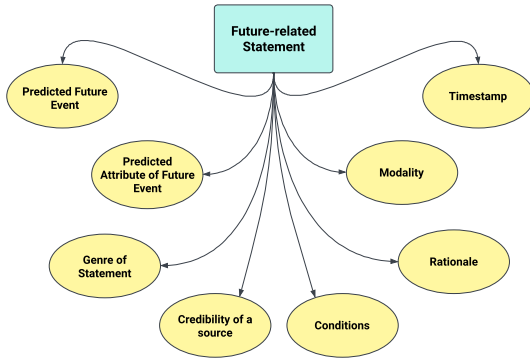 Future-related
Statement
Predicted Future
Event
Timestamp
Predicted
Attribute of Future
Event
Modality
Genre of
Statement
Rationale
Credibility of a
source
Conditions